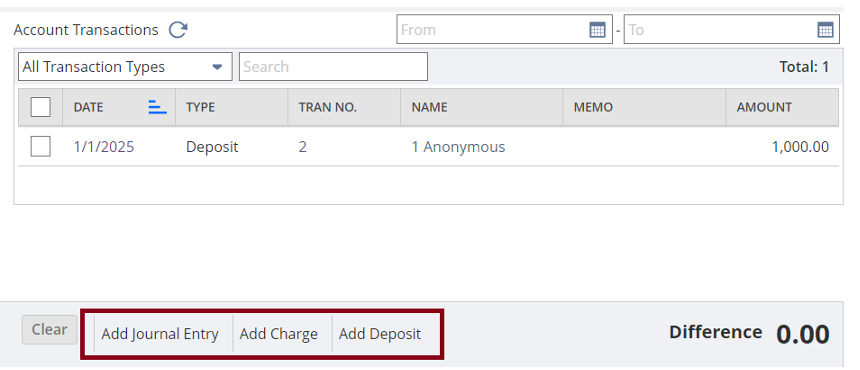 Account Transactions From - To
All Transaction Types Search Total: 1
DATE TYPE TRAN NO. NAME MEMO AMOUNT
1/1/2025 Deposit 2 1 Anonymous 1,000.00
Clear Add Journal Entry Add Charge Add Deposit Difference 0.00